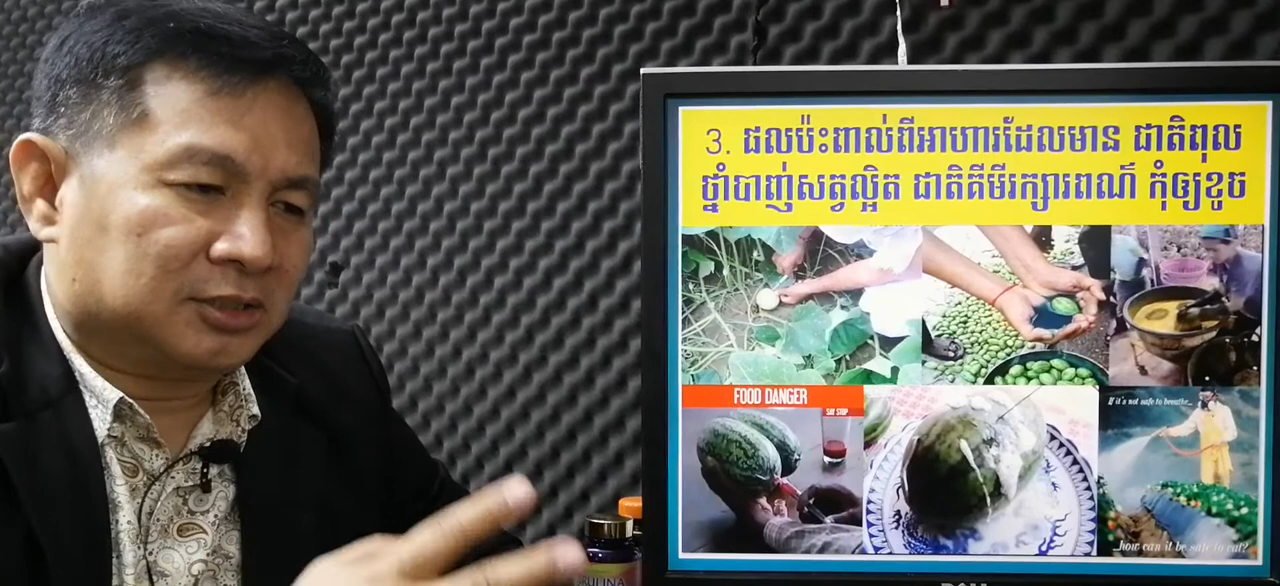 3. ផលប៉ះពាល់ពីអាហារដែលមាន ជាតិពុល
ថ្នាំបាញ់សត្វល្អិត ជាតិគីមីរក្សារពណ៌ កុំឲ្យខូច
FOOD DANGER
SAY STOP
If it's not safe to breathe...
...how can it be safe to eat?
RULINA